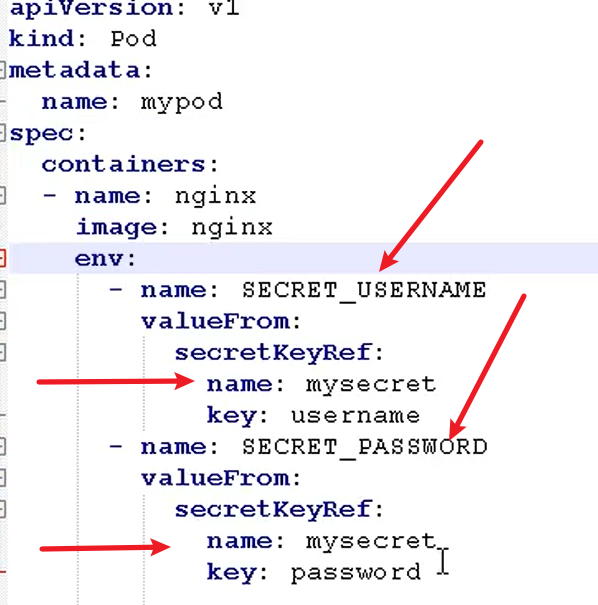 apiVersion: v1
kind: Pod
metadata:
  name: mypod
spec:
  containers:
  - name: nginx
    image: nginx
    env:
      - name: SECRET_USERNAME
        valueFrom:
          secretKeyRef:
            name: mysecret
            key: username
      - name: SECRET_PASSWORD
        valueFrom:
          secretKeyRef:
            name: mysecret
            key: password